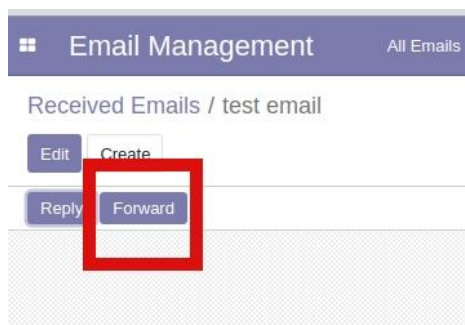 Email Management All Emails
Received Emails / test email
Edit Create
Reply Forward